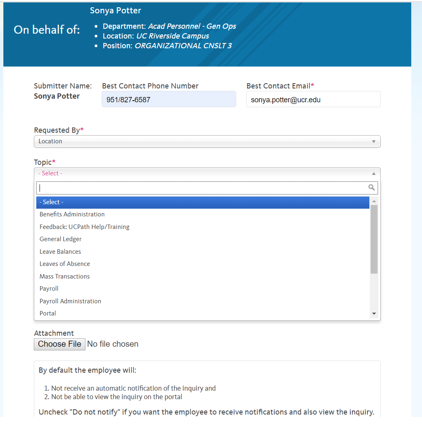 Sonya Potter
On behalf of:
• Department: Acad Personnel - Gen Ops
• Location: UC Riverside Campus
• Position: ORGANIZATIONAL CNSLT 3
Submitter Name: Best Contact Phone Number Best Contact Email*
Sonya Potter 951/827-6587 sonya.potter@ucr.edu
Requested By*
Location
Topic*
- Select -
- Select -
Benefits Administration
Feedback: UCPath Help/Training
General Ledger
Leave Balances
Leaves of Absence
Mass Transactions
Payroll
Payroll Administration
Portal
Attachment
Choose File No file chosen
By default the employee will:
1. Not receive an automatic notification of the inquiry and
2. Not be able to view the inquiry on the portal
Uncheck "Do not notify" if you want the employee to receive notifications and also view the inquiry.